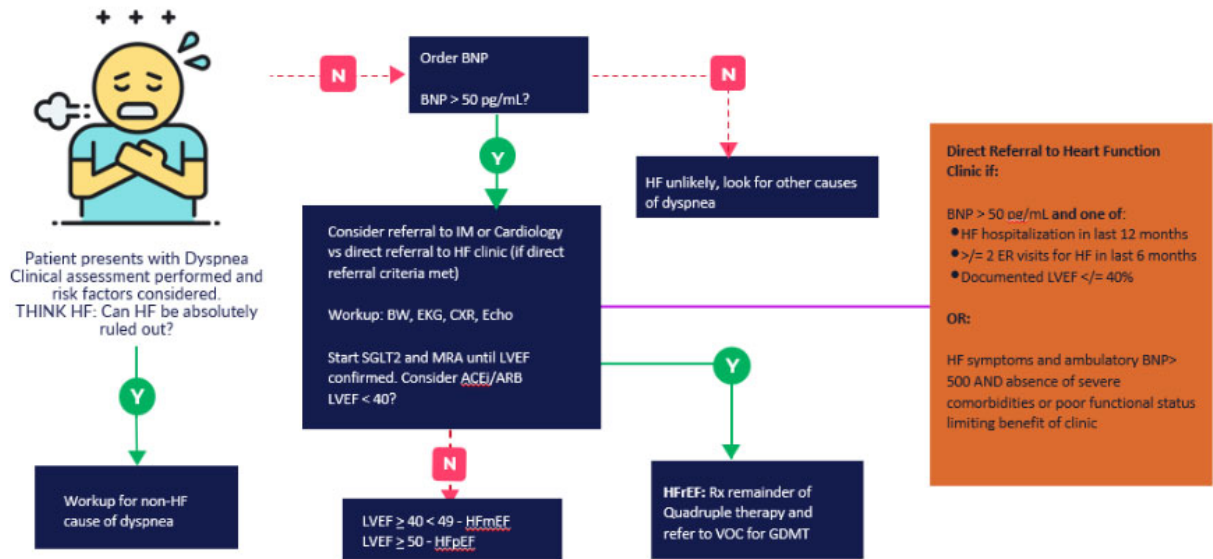 Patient presents with Dyspnea
Clinical assessment performed and
risk factors considered.
THINK HF: Can HF be absolutely
ruled out?
Y
Workup for non-HF
cause of dyspnea
N
Order BNP
BNP > 50 pg/mL?
N
HF unlikely, look for other causes
of dyspnea
Y
Consider referral to IM or Cardiology
vs direct referral to HF clinic (if direct
referral criteria met)
Workup: BW, EKG, CXR, Echo
Start SGLT2 and MRA until LVEF
confirmed. Consider ACEi/ARB
LVEF < 40?
N
LVEF ≥ 40 < 49 - HFmEF
LVEF ≥ 50 - HFpEF
Y
HFrEF: Rx remainder of
Quadruple therapy and
refer to VOC for GDMT
Direct Referral to Heart Function
Clinic if:
BNP > 50 pg/mL and one of:
•HF hospitalization in last 12 months
•>/= 2 ER visits for HF in last 6 months
•Documented LVEF </= 40%
OR:
HF symptoms and ambulatory BNP>
500 AND absence of severe
comorbidities or poor functional status
limiting benefit of clinic